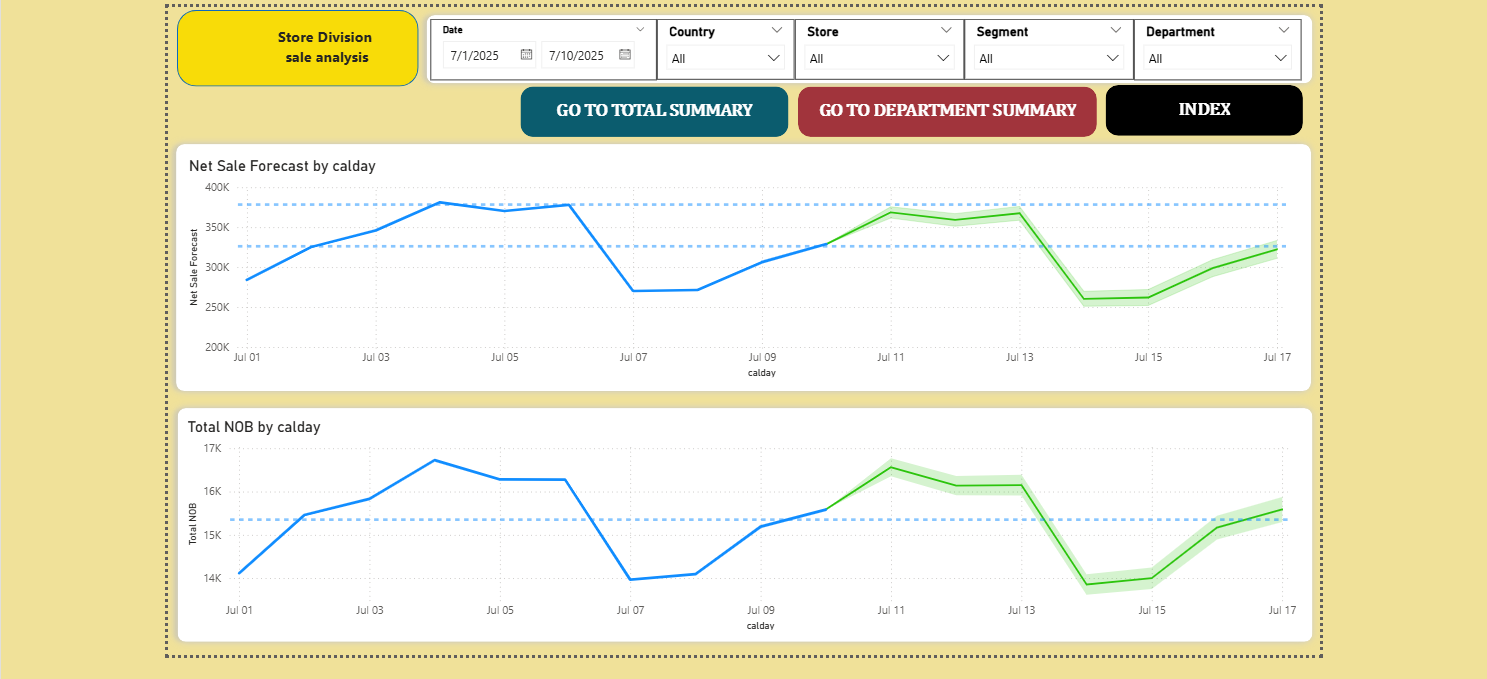 Store Division
sale analysis
Date
7/1/2025
7/10/2025
Country
All
Store
All
Segment
All
Department
All
GO TO TOTAL SUMMARY
GO TO DEPARTMENT SUMMARY
INDEX
Net Sale Forecast by calday
Net Sale Forecast
400K
350K
300K
250K
200K
Jul 01
Jul 03
Jul 05
Jul 07
Jul 09
Jul 11
Jul 13
Jul 15
Jul 17
calday
Total NOB by calday
Total NOB
17K
16K
15K
14K
Jul 01
Jul 03
Jul 05
Jul 07
Jul 09
Jul 11
Jul 13
Jul 15
Jul 17
calday